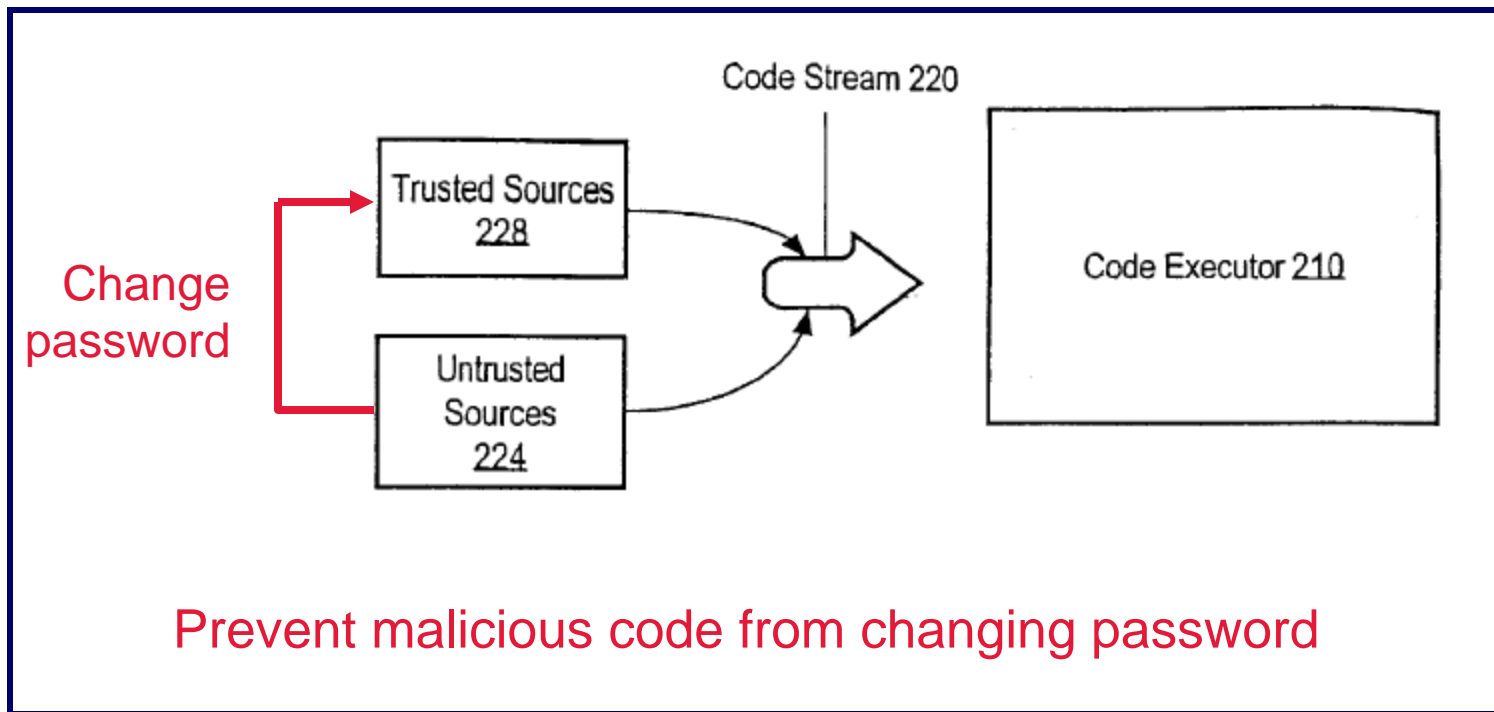 Code Stream 220
Trusted Sources
228
Code Executor 210
Change
password
Untrusted
Sources
224
Prevent malicious code from changing password